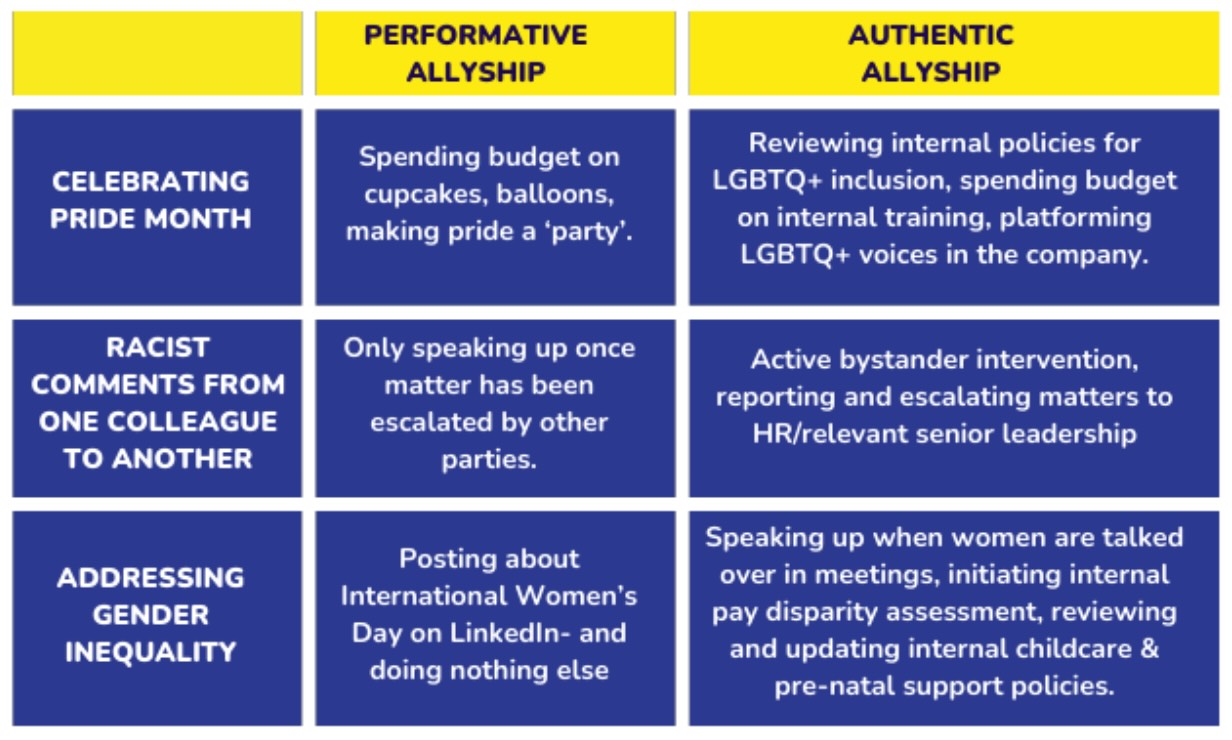 PERFORMATIVE
ALLYSHIP
AUTHENTIC
ALLYSHIP
CELEBRATING
PRIDE MONTH
Spending budget on
cupcakes, balloons,
making pride a ‘party’.
Reviewing internal policies for
LGBTQ+ inclusion, spending budget
on internal training, platforming
LGBTQ+ voices in the company.
RACIST
COMMENTS FROM
ONE COLLEAGUE
TO ANOTHER
Only speaking up once
matter has been
escalated by other
parties.
Active bystander intervention,
reporting and escalating matters to
HR/relevant senior leadership
ADDRESSING
GENDER
INEQUALITY
Posting about
International Women’s
Day on LinkedIn- and
doing nothing else
Speaking up when women are talked
over in meetings, initiating internal
pay disparity assessment, reviewing
and updating internal childcare &
pre-natal support policies.